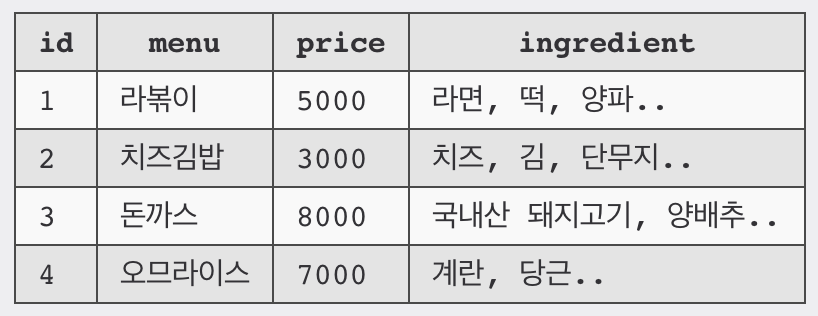 id menu price ingredient
1 라볶이 5000 라면, 떡, 양파..
2 치즈김밥 3000 치즈, 김, 단무지..
3 돈까스 8000 국내산 돼지고기, 양배추..
4 오므라이스 7000 계란, 당근..